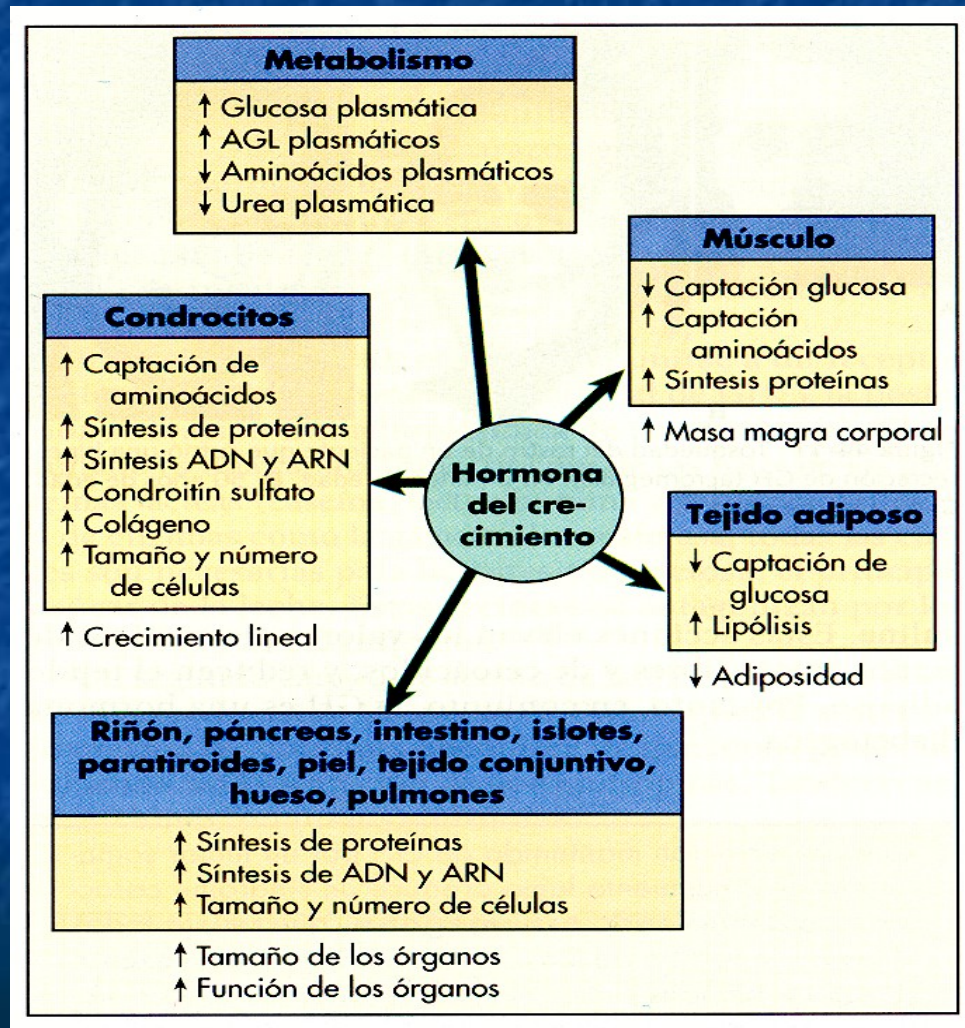 Metabolismo
↑ Glucosa plasmática
↑ AGL plasmáticos
↓ Aminoácidos plasmáticos
↓ Urea plasmática
Músculo
↓ Captación glucosa
↑ Captación
aminoácidos
↑ Síntesis proteínas
↑ Masa magra corporal
Condrocitos
↑ Captación de
aminoácidos
↑ Síntesis de proteínas
↑ Síntesis ADN y ARN
↑ Condroitín sulfato
↑ Colágeno
↑ Tamaño y número
de células
↑ Crecimiento lineal
Hormona
del cre-
cimiento
Tejido adiposo
↓ Captación de
glucosa
↑ Lipólisis
↓ Adiposidad
Riñón, páncreas, intestino, islotes,
paratiroides, piel, tejido conjuntivo,
hueso, pulmones
↑ Síntesis de proteínas
↑ Síntesis de ADN y ARN
↑ Tamaño y número de células
↑ Tamaño de los órganos
↑ Función de los órganos